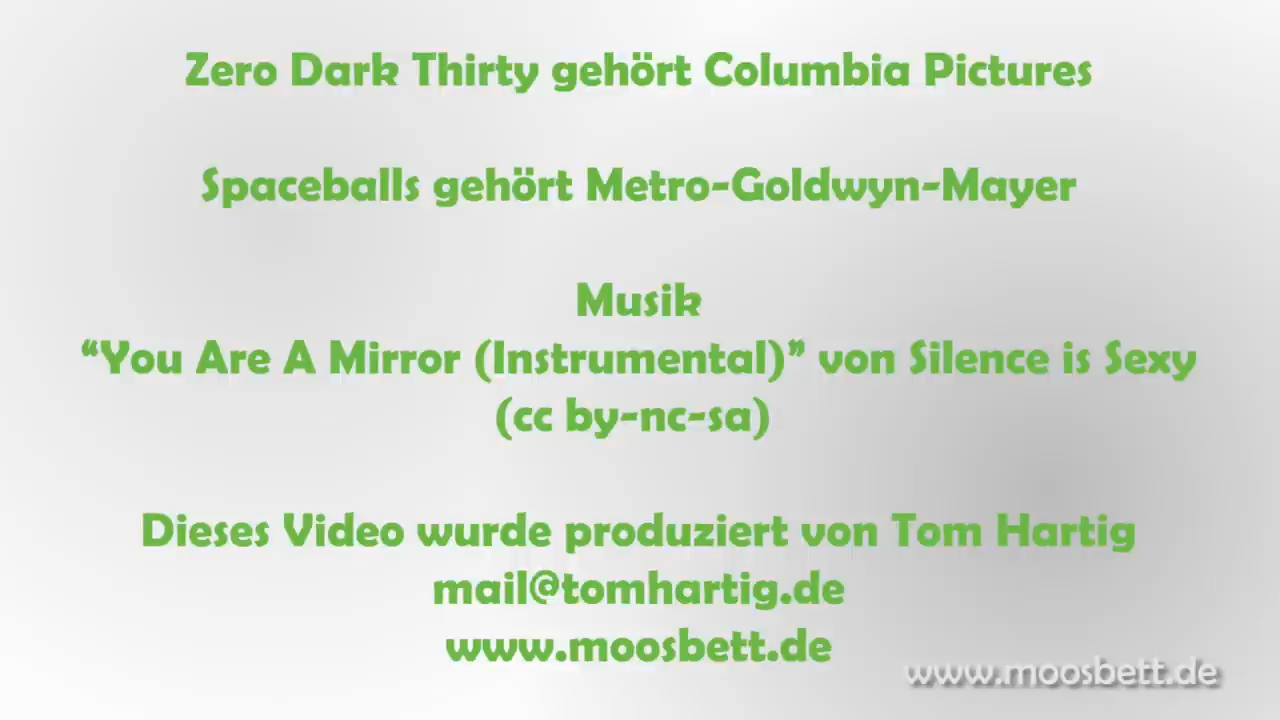 Zero Dark Thirty gehört Columbia Pictures
Spaceballs gehört Metro-Goldwyn-Mayer
Musik
“You Are A Mirror (Instrumental)” von Silence is Sexy
(cc by-nc-sa)
Dieses Video wurde produziert von Tom Hartig
mail@tomhartig.de
www.moosbett.de
www.moosbett.de